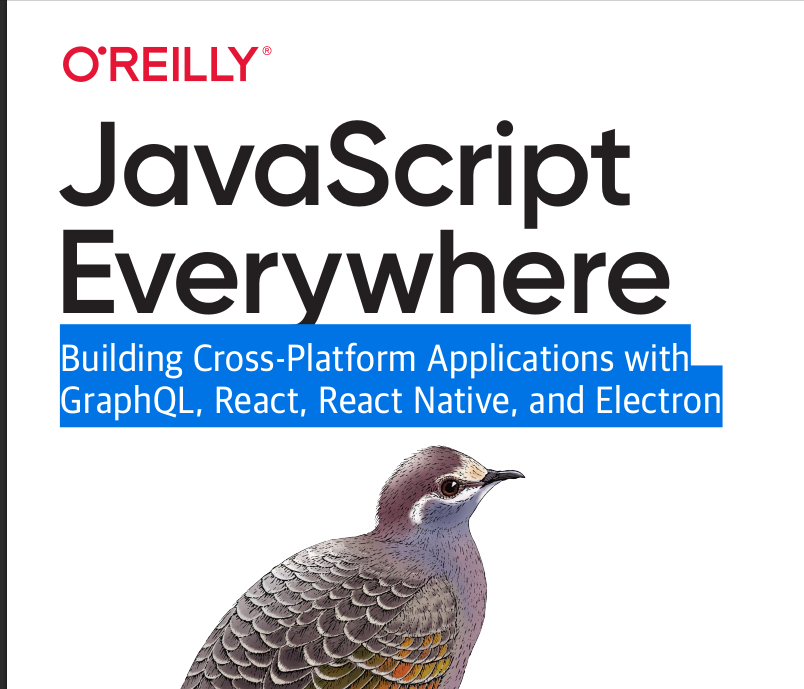 O'REILLY®
JavaScript
Everywhere
Building Cross-Platform Applications with
GraphQL, React, React Native, and Electron